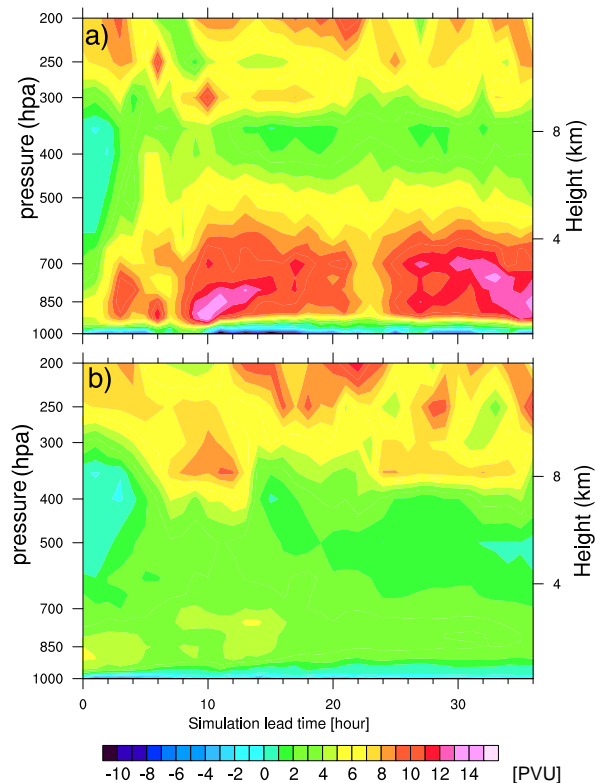 a)
200
250
300
400
500
700
850
1000
pressure (hpa)
8
4
Height (km)
b)
200
250
300
400
500
700
850
1000
pressure (hpa)
8
4
Height (km)
0 10 20 30
Simulation lead time [hour]
-10 -8 -6 -4 -2 0 2 4 6 8 10 12 14 [PVU]